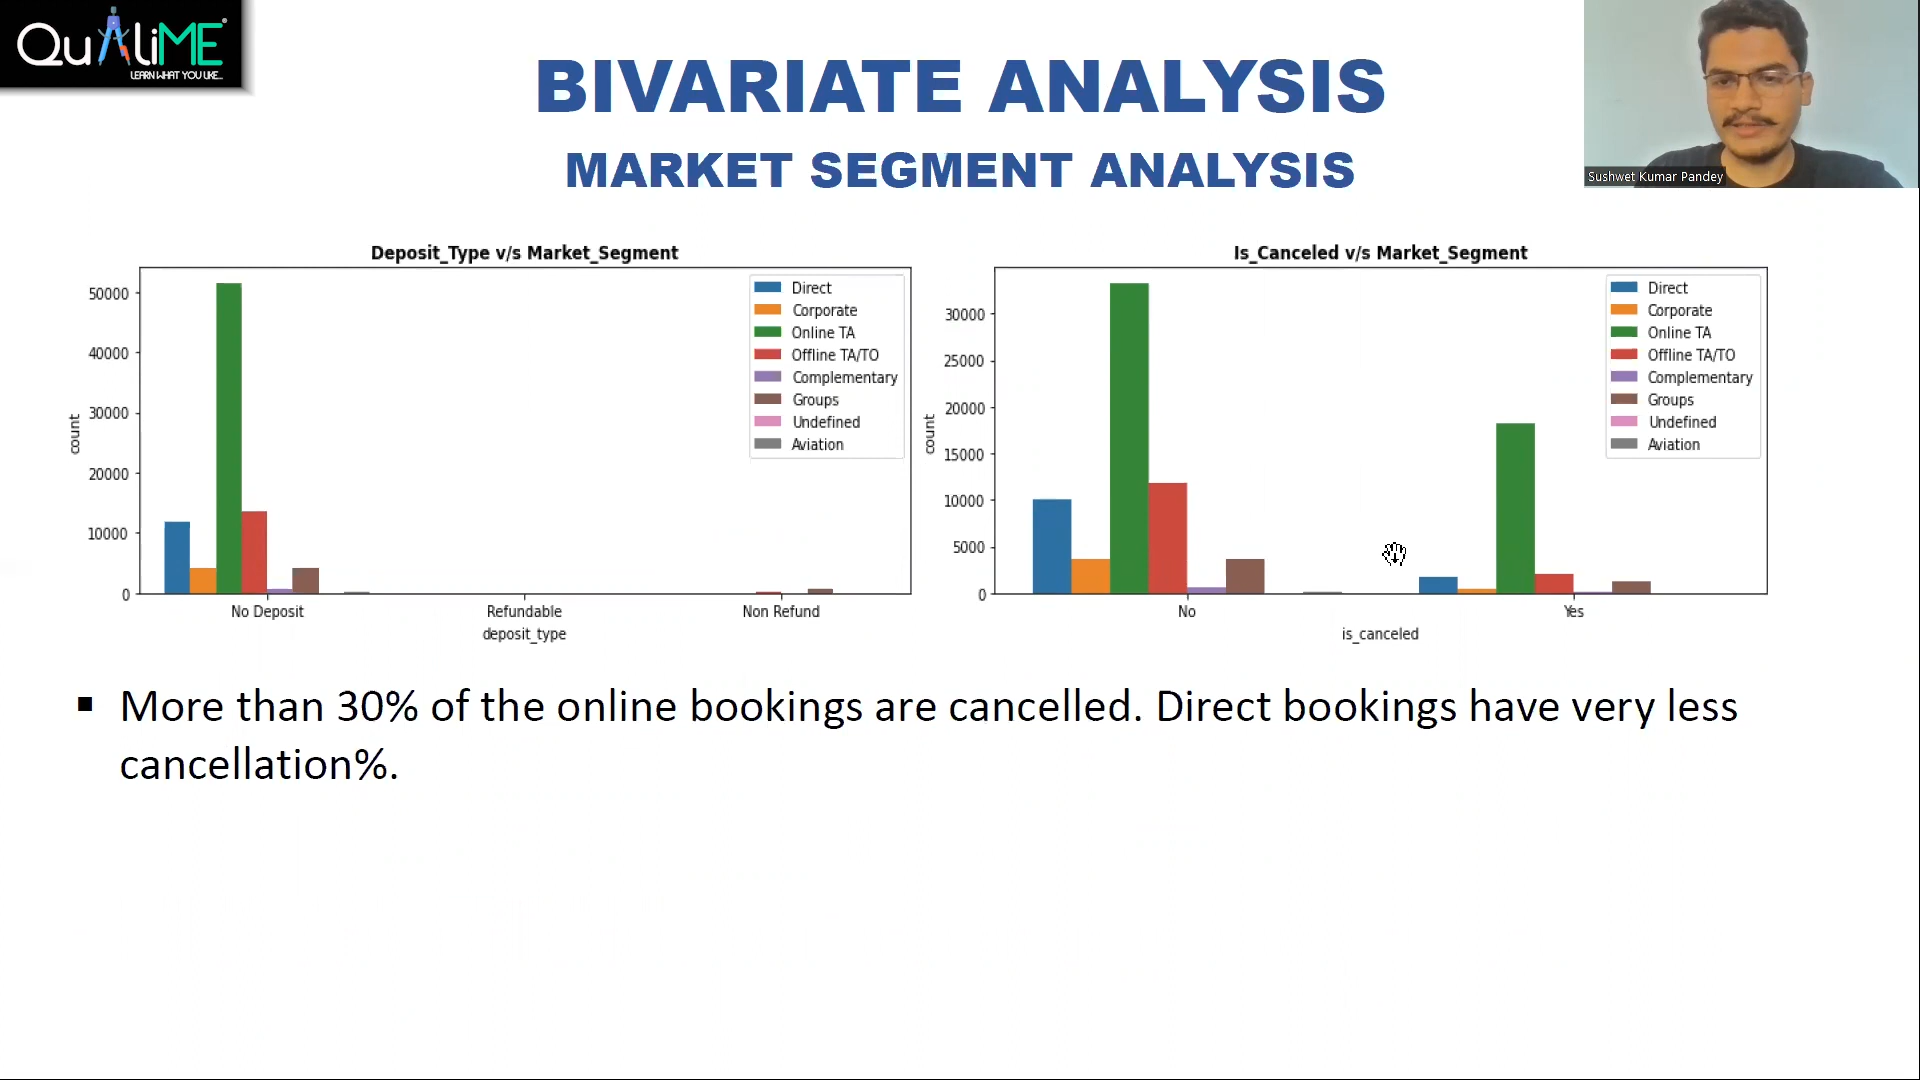 QuAliME
LEARN WHAT YOU LIKE...
BIVARIATE ANALYSIS
MARKET SEGMENT ANALYSIS
Sushwet Kumar Pandey
Deposit_Type v/s Market_Segment
50000
40000
30000
20000
10000
0
count
Direct
Corporate
Online TA
Offline TA/TO
Complementary
Groups
Undefined
Aviation
No Deposit
Refundable
Non Refund
deposit_type
Is_Canceled v/s Market_Segment
30000
25000
20000
15000
10000
5000
0
count
Direct
Corporate
Online TA
Offline TA/TO
Complementary
Groups
Undefined
Aviation
No
Yes
is_canceled
▪ More than 30% of the online bookings are cancelled. Direct bookings have very less
cancellation%.